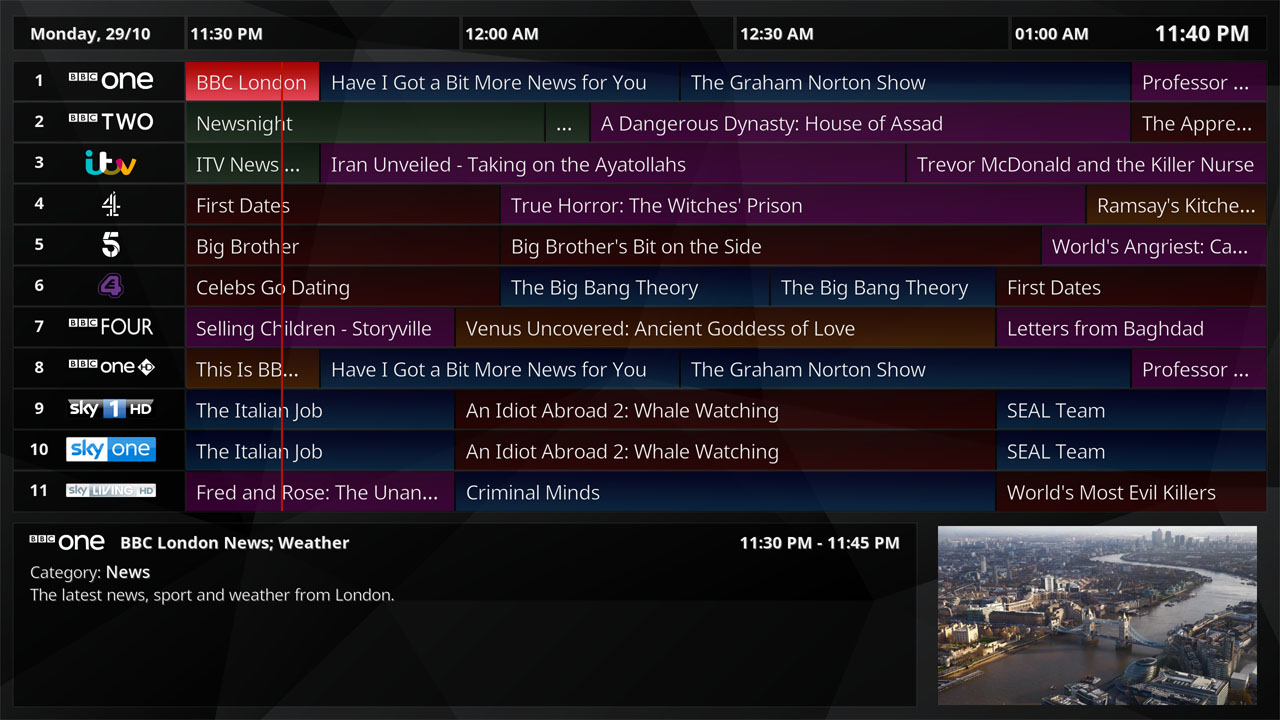 Monday, 29/10 11:30 PM 12:00 AM 12:30 AM 01:00 AM 11:40 PM
1 BBC one BBC London Have I Got a Bit More News for You The Graham Norton Show Professor ...
2 BBC TWO Newsnight ... A Dangerous Dynasty: House of Assad The Appre...
3 itv ITV News ... Iran Unveiled - Taking on the Ayatollahs Trevor McDonald and the Killer Nurse
4 4 First Dates True Horror: The Witches' Prison Ramsay's Kitche...
5 5 Big Brother Big Brother's Bit on the Side World's Angriest: Ca...
6 4 Celebs Go Dating The Big Bang Theory The Big Bang Theory First Dates
7 BBC FOUR Selling Children - Storyville Venus Uncovered: Ancient Goddess of Love Letters from Baghdad
8 BBC one HD This Is BB... Have I Got a Bit More News for You The Graham Norton Show Professor ...
9 sky 1 HD The Italian Job An Idiot Abroad 2: Whale Watching SEAL Team
10 sky one The Italian Job An Idiot Abroad 2: Whale Watching SEAL Team
11 sky LIVING HD Fred and Rose: The Unan... Criminal Minds World's Most Evil Killers
BBC one BBC London News; Weather 11:30 PM - 11:45 PM
Category: News
The latest news, sport and weather from London.